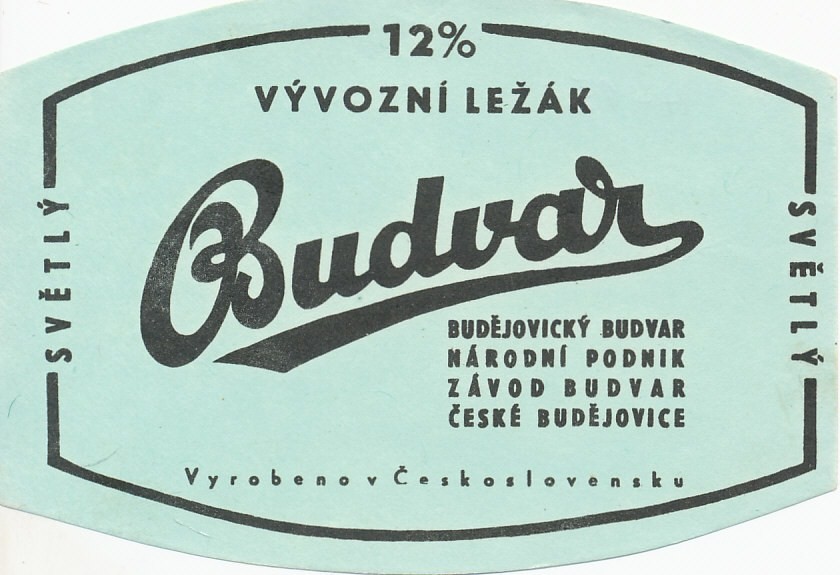 12%
VÝVOZNÍ LEŽÁK
SVĚTLÝ
Budvar
SVĚTLÝ
BUDĚJOVICKÝ BUDVAR
NÁRODNÍ PODNIK
ZÁVOD BUDVAR
ČESKÉ BUDĚJOVICE
Vyrobeno v Československu